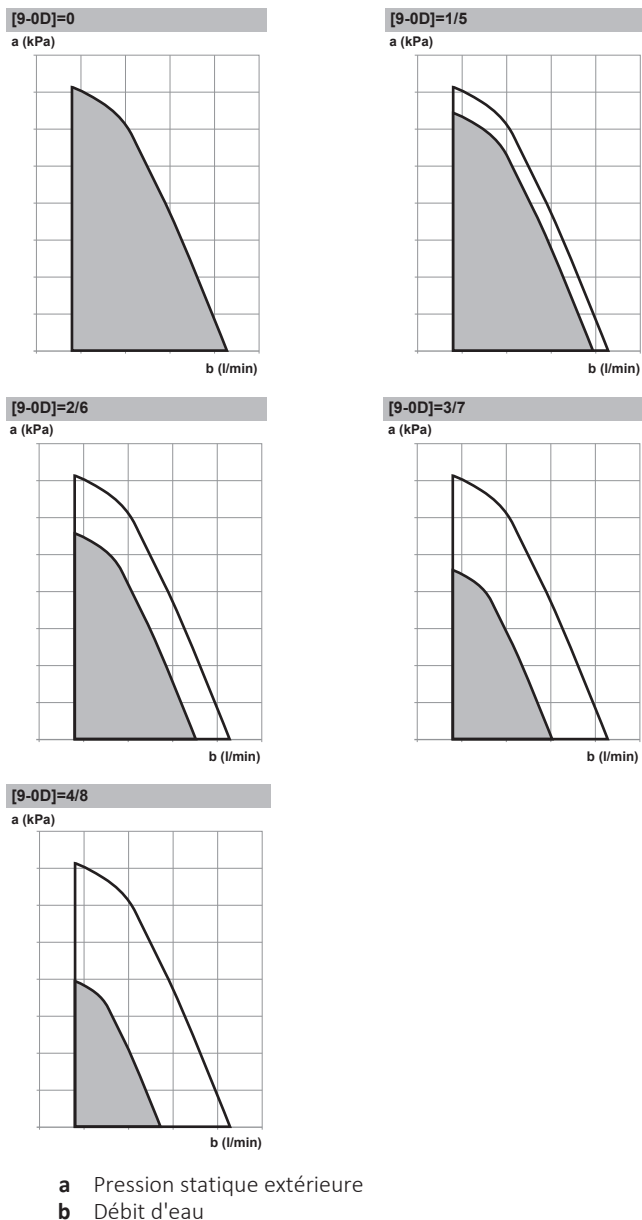 [9-0D]=0
a (kPa)
b (l/min)
[9-0D]=1/5
a (kPa)
b (l/min)
[9-0D]=2/6
a (kPa)
b (l/min)
[9-0D]=3/7
a (kPa)
b (l/min)
[9-0D]=4/8
a (kPa)
b (l/min)
a Pression statique extérieure
b Débit d'eau